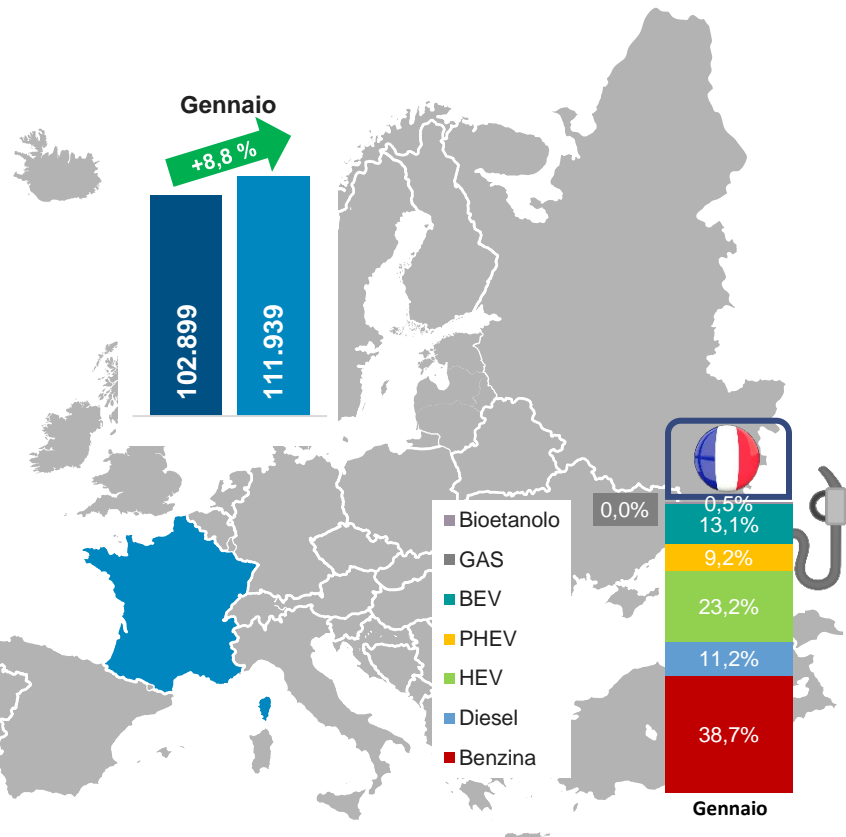 Gennaio
+8,8 %
102.899
111.939
Bioetanolo
GAS
BEV
PHEV
HEV
Diesel
Benzina
0,0%
0,5%
13,1%
9,2%
23,2%
11,2%
38,7%
Gennaio